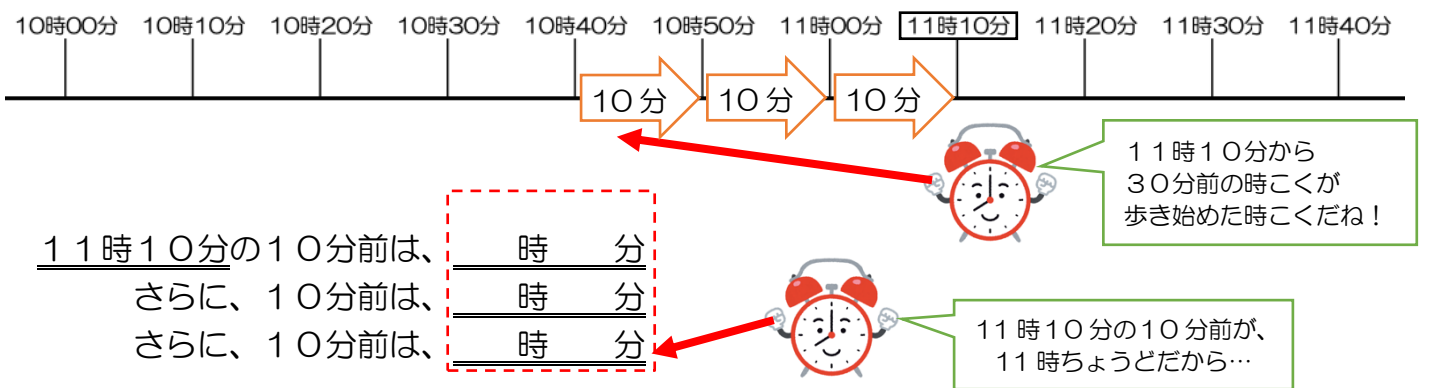 10時00分 10時10分 10時20分 10時30分 10時40分 10時50分 11時00分 11時10分 11時20分 11時30分 11時40分
10分 10分 10分
11時10分から
30分前の時こくが
歩き始めた時こくだね！
11時10分の10分前は、 時 分
さらに、10分前は、 時 分
さらに、10分前は、 時 分
11時10分の10分前が、
11時ちょうどだから…